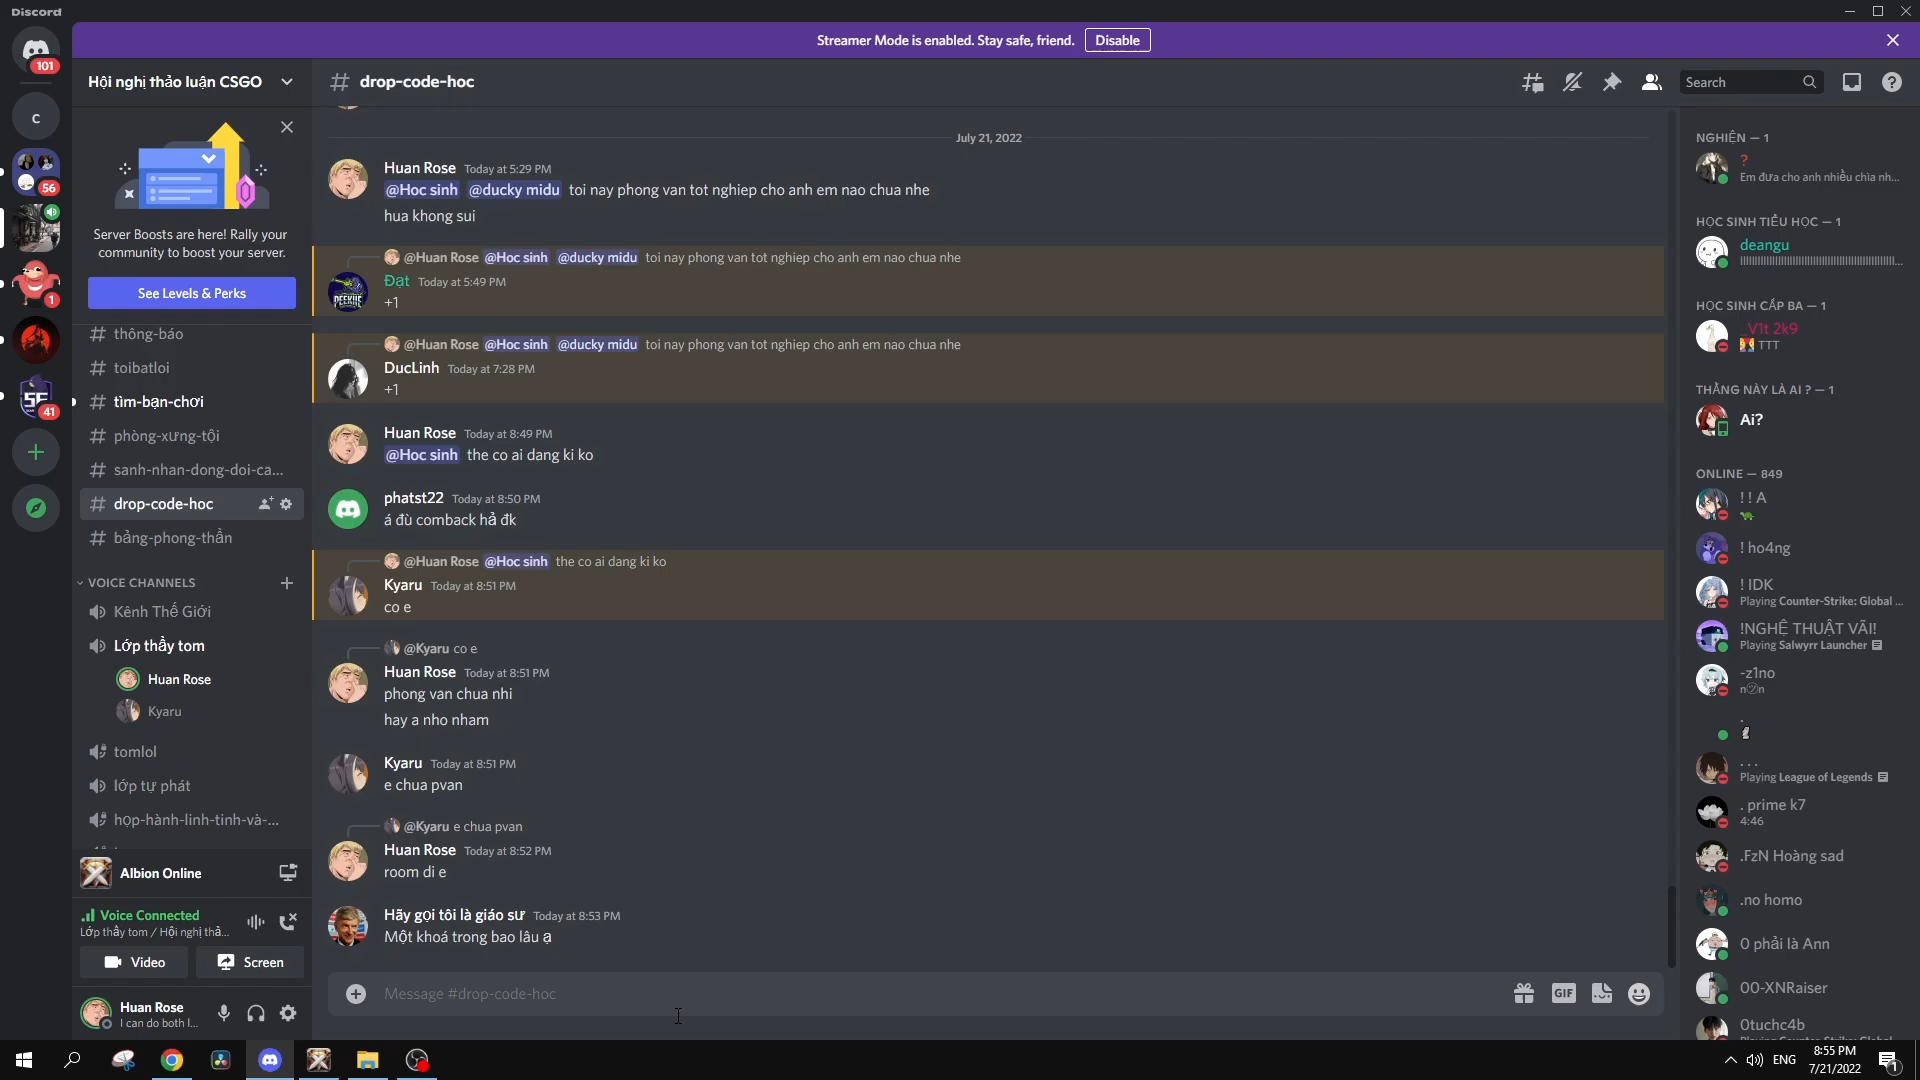 Discord
Streamer Mode is enabled. Stay safe, friend. Disable
101
C
56
1
41
Hội nghị thảo luận CSGO
Server Boosts are here! Rally your
community to boost your server.
See Levels & Perks
thông-báo
toibatloi
tìm-bạn-chơi
phòng-xưng-tội
sanh-nhan-dong-doi-ca...
drop-code-hoc
bảng-phong-thần
VOICE CHANNELS
Kênh Thế Giới
Lớp thầy tom
Huan Rose
Kyaru
tomlol
lớp tự phát
họp-hành-linh-tinh-và-...
Albion Online
Voice Connected
Lớp thầy tom / Hội nghị thả...
Video
Screen
Huan Rose
I can do both l...
# drop-code-hoc
Search
July 21, 2022
Huan Rose Today at 5:29 PM
@Hoc sinh @ducky midu toi nay phong van tot nghiep cho anh em nao chua nhe
hua khong sui
@Huan Rose @Hoc sinh @ducky midu toi nay phong van tot nghiep cho anh em nao chua nhe
Đạt Today at 5:49 PM
+1
@Huan Rose @Hoc sinh @ducky midu toi nay phong van tot nghiep cho anh em nao chua nhe
DucLinh Today at 7:28 PM
+1
Huan Rose Today at 8:49 PM
@Hoc sinh the co ai dang ki ko
phatst22 Today at 8:50 PM
á đù comback hả đk
@Huan Rose @Hoc sinh the co ai dang ki ko
Kyaru Today at 8:51 PM
co e
@Kyaru co e
Huan Rose Today at 8:51 PM
phong van chua nhi
hay a nho nham
Kyaru Today at 8:51 PM
e chua pvan
@Kyaru e chua pvan
Huan Rose Today at 8:52 PM
room di e
Hãy gọi tôi là giáo sư Today at 8:53 PM
Một khoá trong bao lâu ạ
Message #drop-code-hoc
GIF
NGHIỆN — 1
?
Em đưa cho anh nhiều chìa nh...
HỌC SINH TIỂU HỌC — 1
deangu
HỌC SINH CẤP BA — 1
_V1t 2k9
TTT
THẰNG NÀY LÀ AI ? — 1
Ai?
ONLINE — 849
! ! A
! ho4ng
! IDK
Playing Counter-Strike: Global ...
!NGHỆ THUẬT VÃI!
Playing Salwyrr Launcher
-z1no
.
. . .
Playing League of Legends
. prime k7
4:46
.FzN Hoàng sad
.no homo
0 phải là Ann
00-XNRaiser
0tuchc4b
ENG
8:55 PM
7/21/2022
1